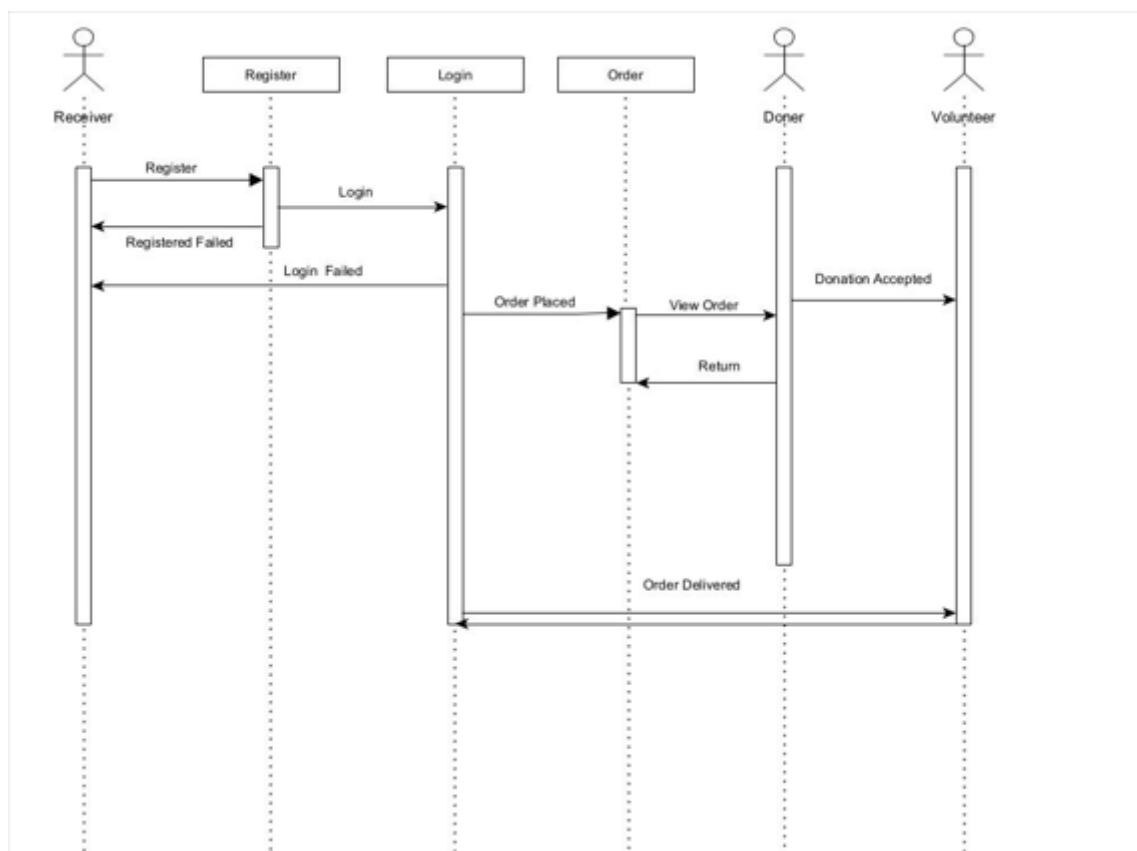 Register
Login
Order
Receiver
Doner
Volunteer
Register
Login
Registered Failed
Login Failed
Donation Accepted
Order Placed
View Order
Return
Order Delivered